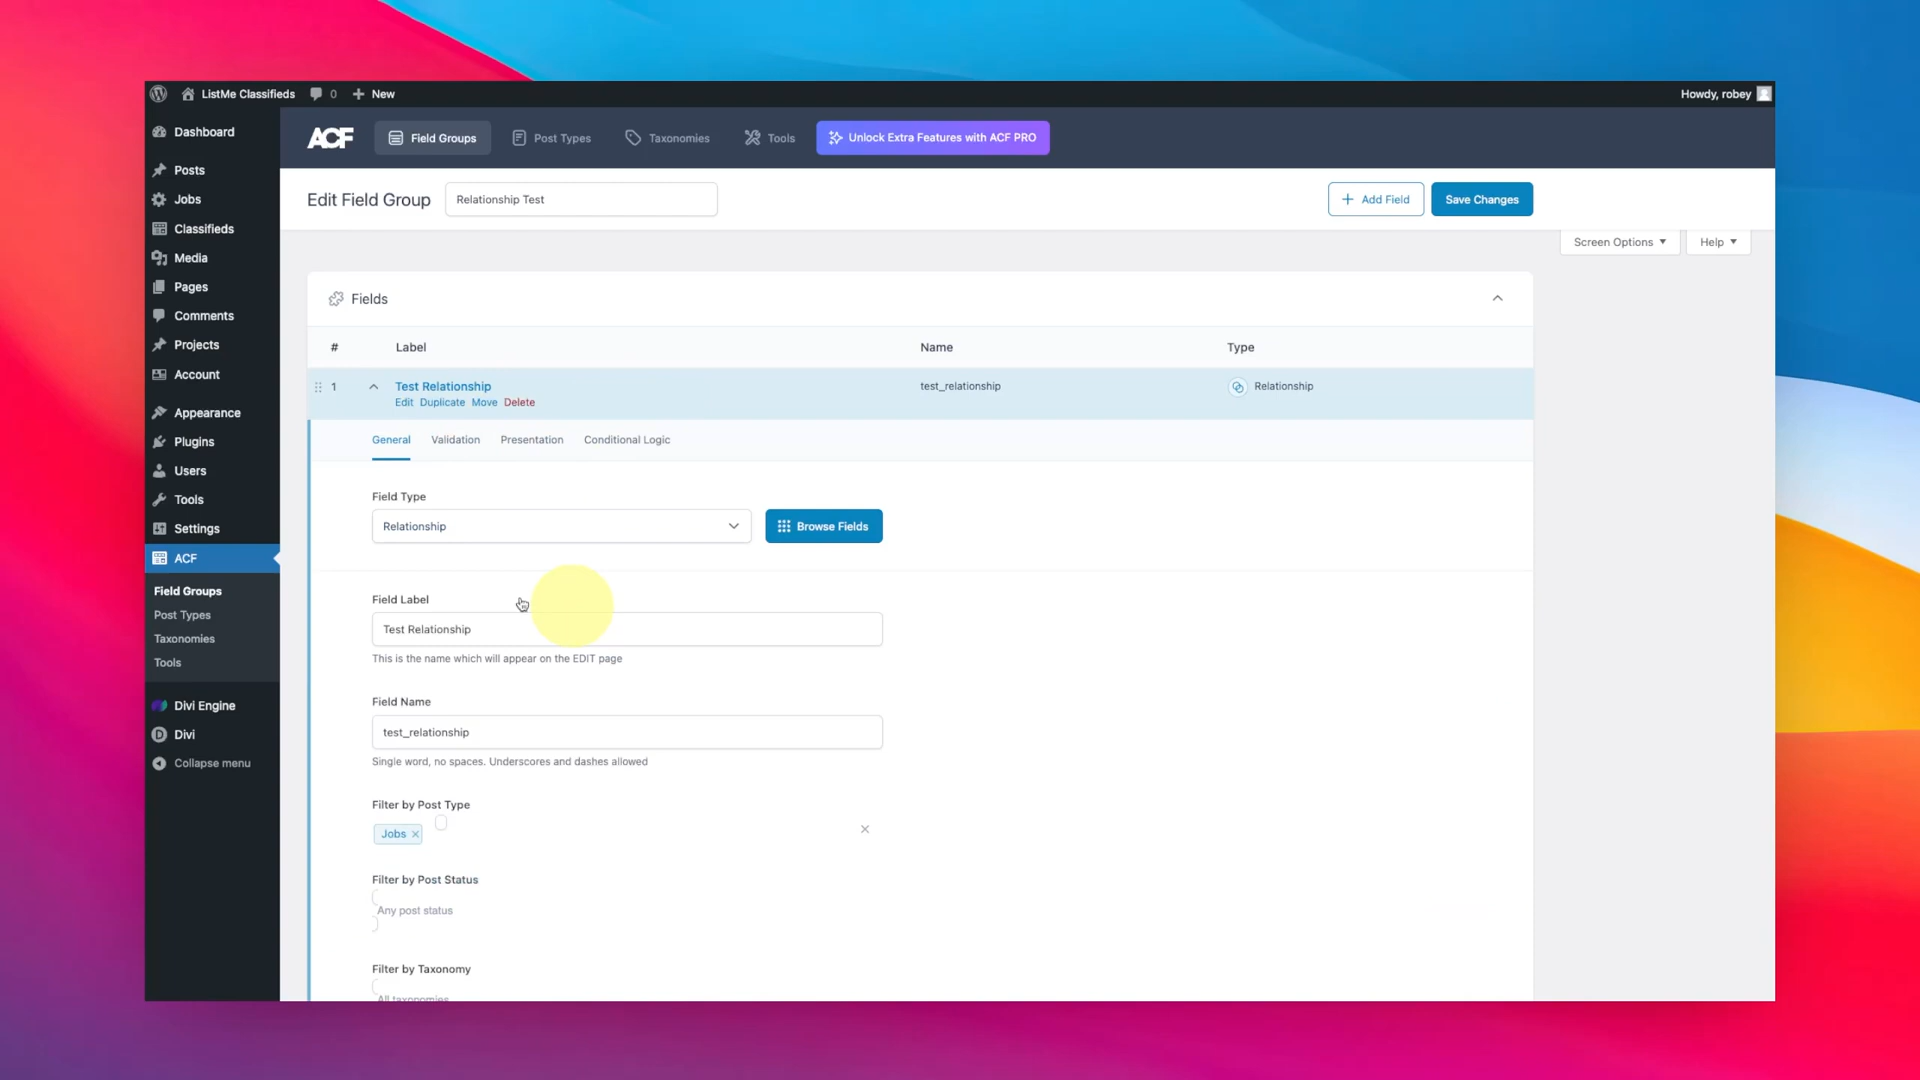 ListMe Classifieds 0 New Howdy, robey
Dashboard
Posts
Jobs
Classifieds
Media
Pages
Comments
Projects
Account
Appearance
Plugins
Users
Tools
Settings
ACF
Field Groups
Post Types
Taxonomies
Tools
Divi Engine
Divi
Collapse menu
ACF Field Groups Post Types Taxonomies Tools Unlock Extra Features with ACF PRO
Edit Field Group Relationship Test Add Field Save Changes
Screen Options Help
Fields
# Label Name Type
1 Test Relationship test_relationship Relationship
Edit Duplicate Move Delete
General Validation Presentation Conditional Logic
Field Type
Relationship Browse Fields
Field Label
Test Relationship
This is the name which will appear on the EDIT page
Field Name
test_relationship
Single word, no spaces. Underscores and dashes allowed
Filter by Post Type
Jobs
Filter by Post Status
Any post status
Filter by Taxonomy
All taxonomies